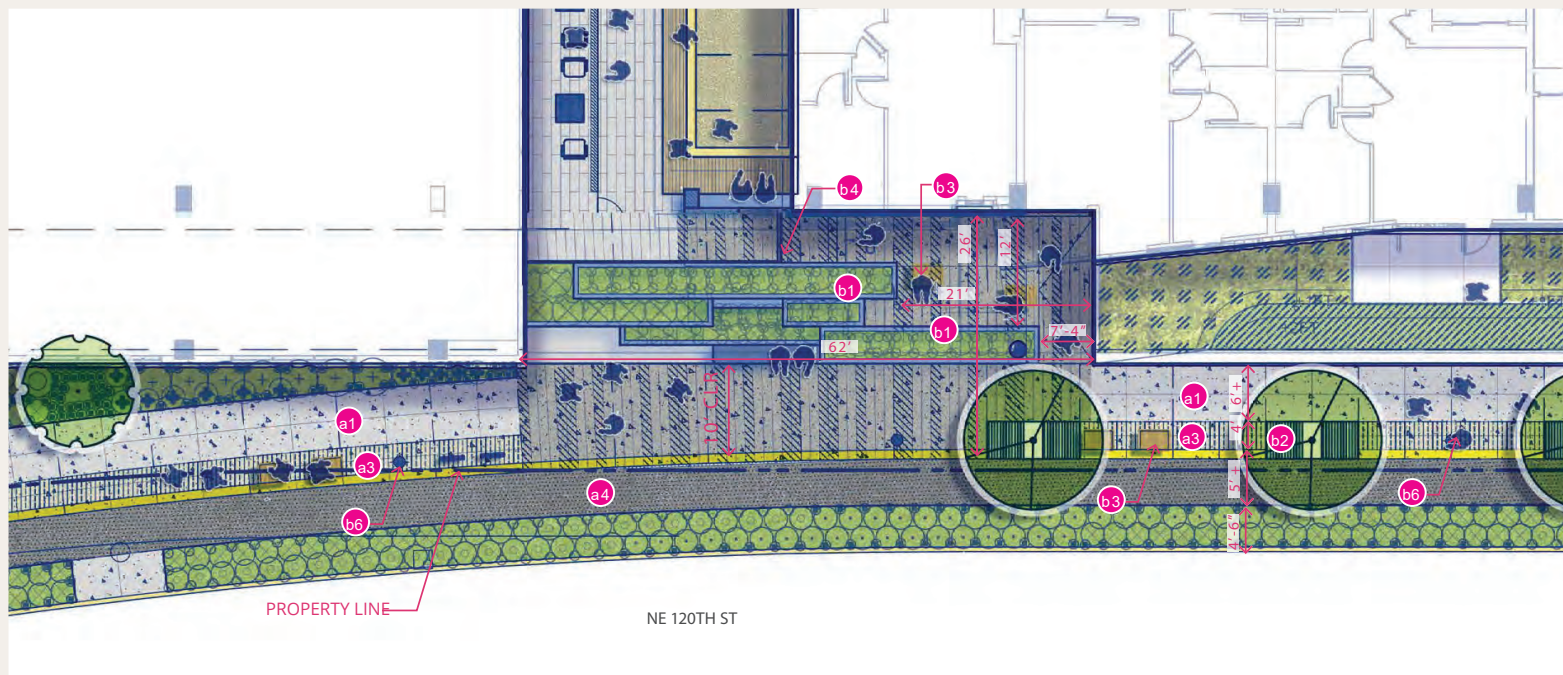 b4
b3
26'
12'
b1
21'
b1
7'-4"
62'
10' CLR
a1
6'+
a1
4'
a3
b2
a3
5'+
a4
b3
b6
b6
4'-6"
PROPERTY LINE
NE 120TH ST